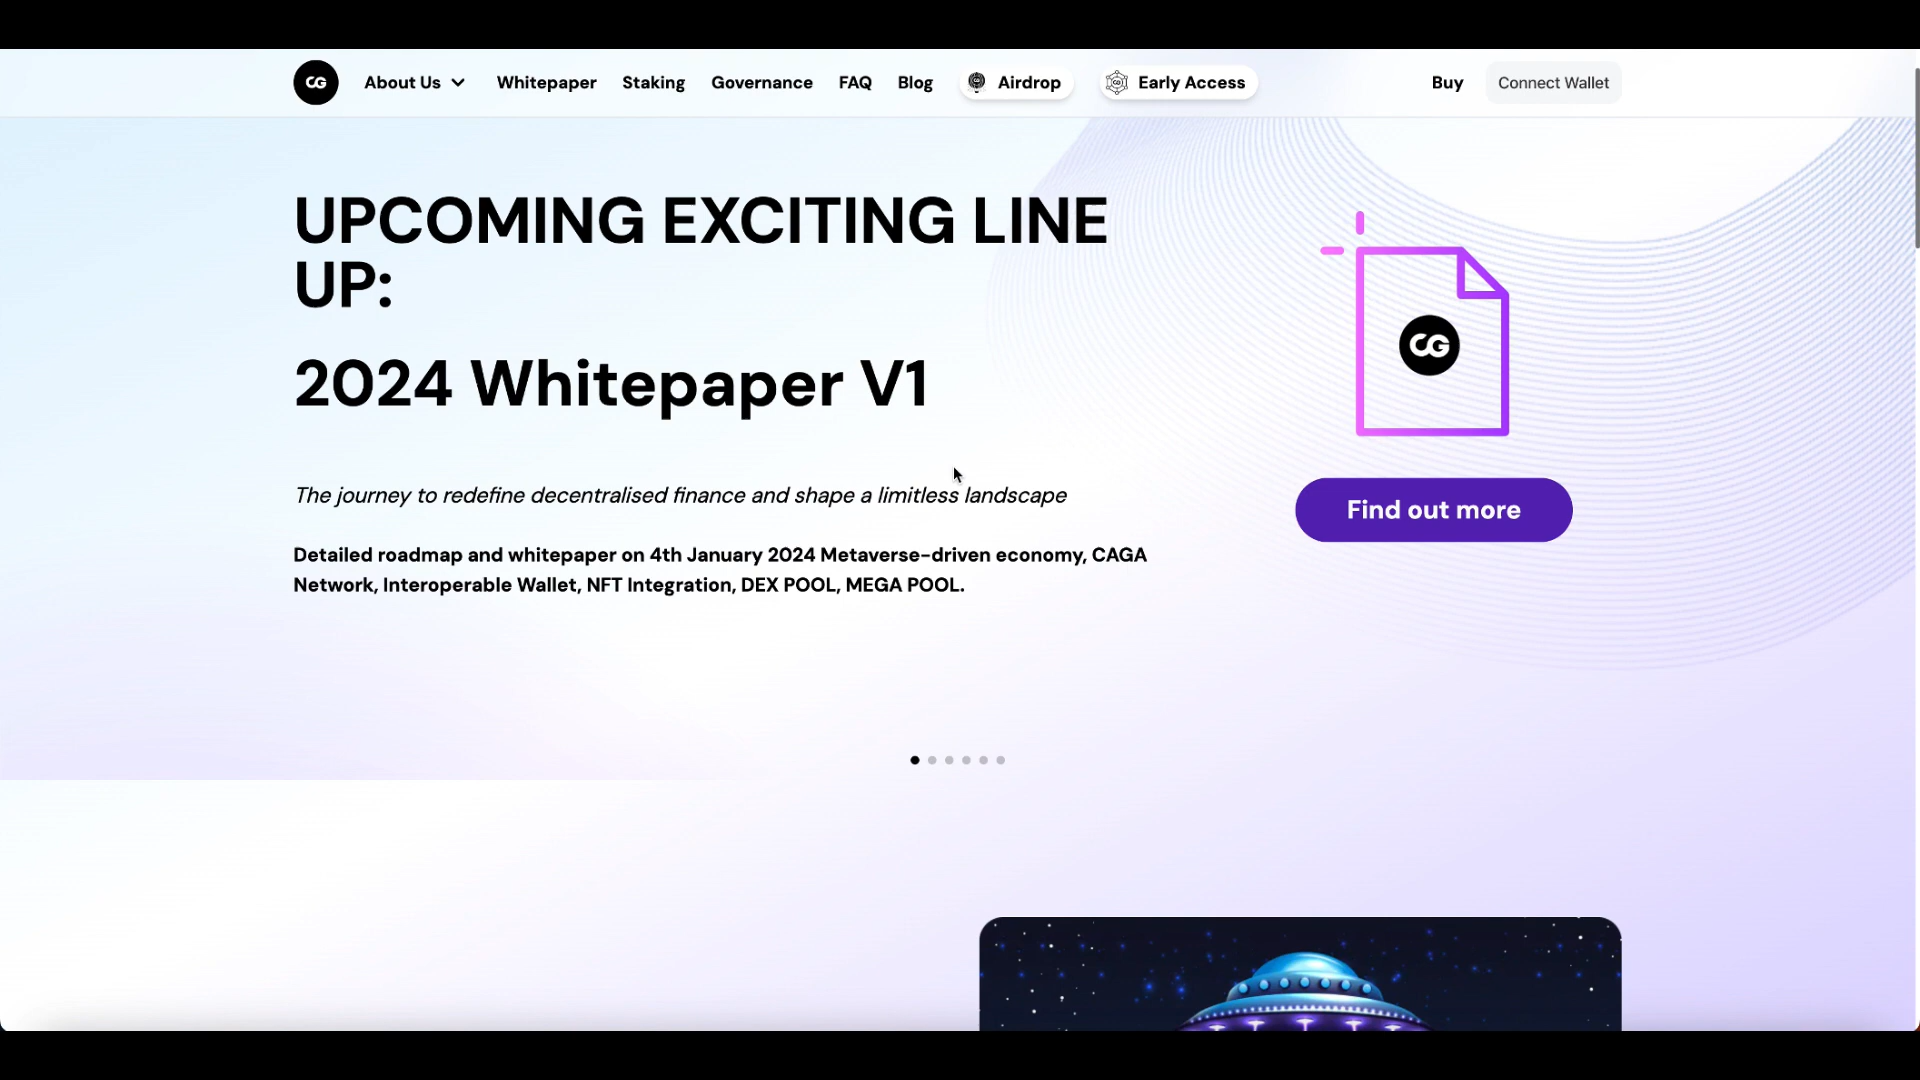 CG About Us Whitepaper Staking Governance FAQ Blog Airdrop Early Access Buy Connect Wallet
UPCOMING EXCITING LINE
UP:
2024 Whitepaper V1
CG
The journey to redefine decentralised finance and shape a limitless landscape
Find out more
Detailed roadmap and whitepaper on 4th January 2024 Metaverse-driven economy, CAGA
Network, Interoperable Wallet, NFT Integration, DEX POOL, MEGA POOL.